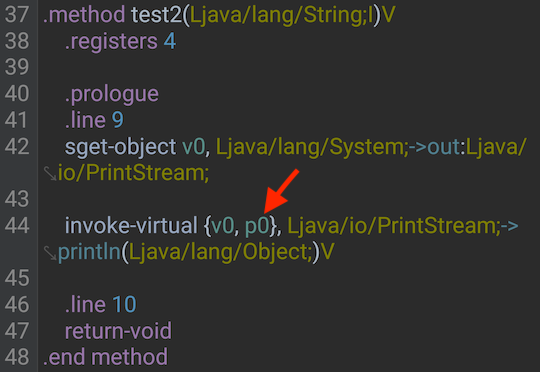 37 .method test2(Ljava/lang/String;I)V
38 .registers 4
39
40 .prologue
41 .line 9
42 sget-object v0, Ljava/lang/System;->out:Ljava/
io/PrintStream;
43
44 invoke-virtual {v0, p0}, Ljava/io/PrintStream;->
println(Ljava/lang/Object;)V
45
46 .line 10
47 return-void
48 .end method